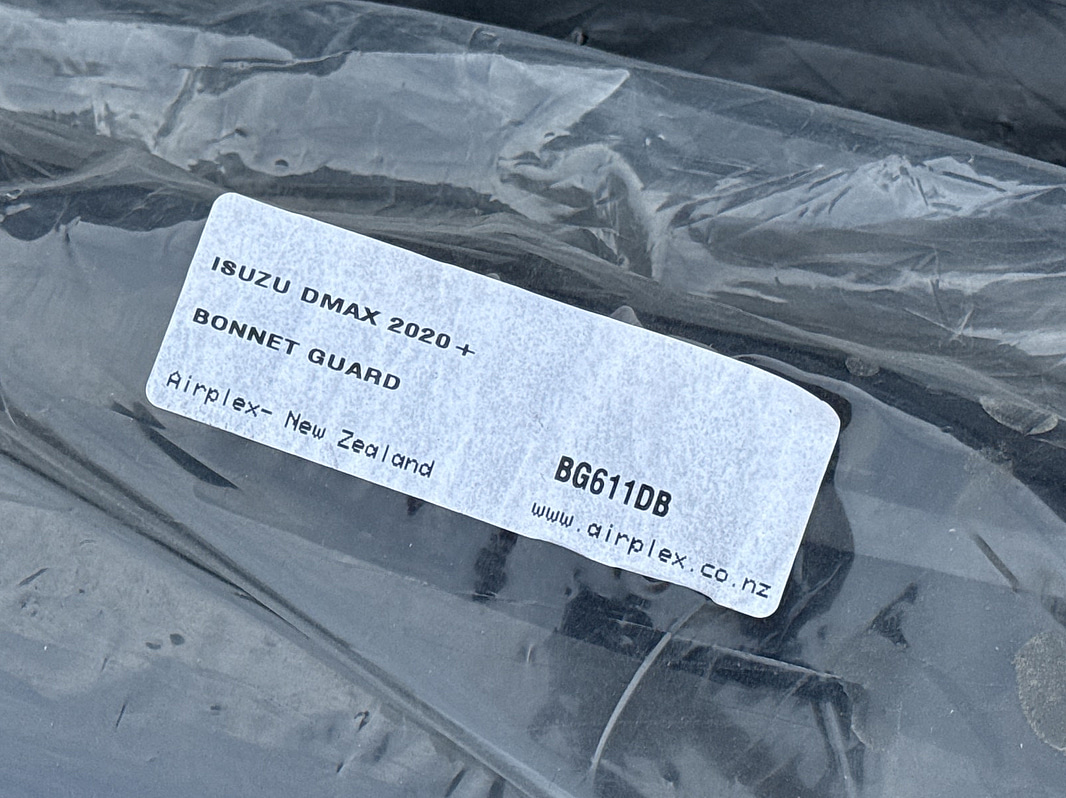 ISUZU DMAX 2020+
BONNET GUARD
Airplex- New Zealand
BG611DB
www.airplex.co.nz